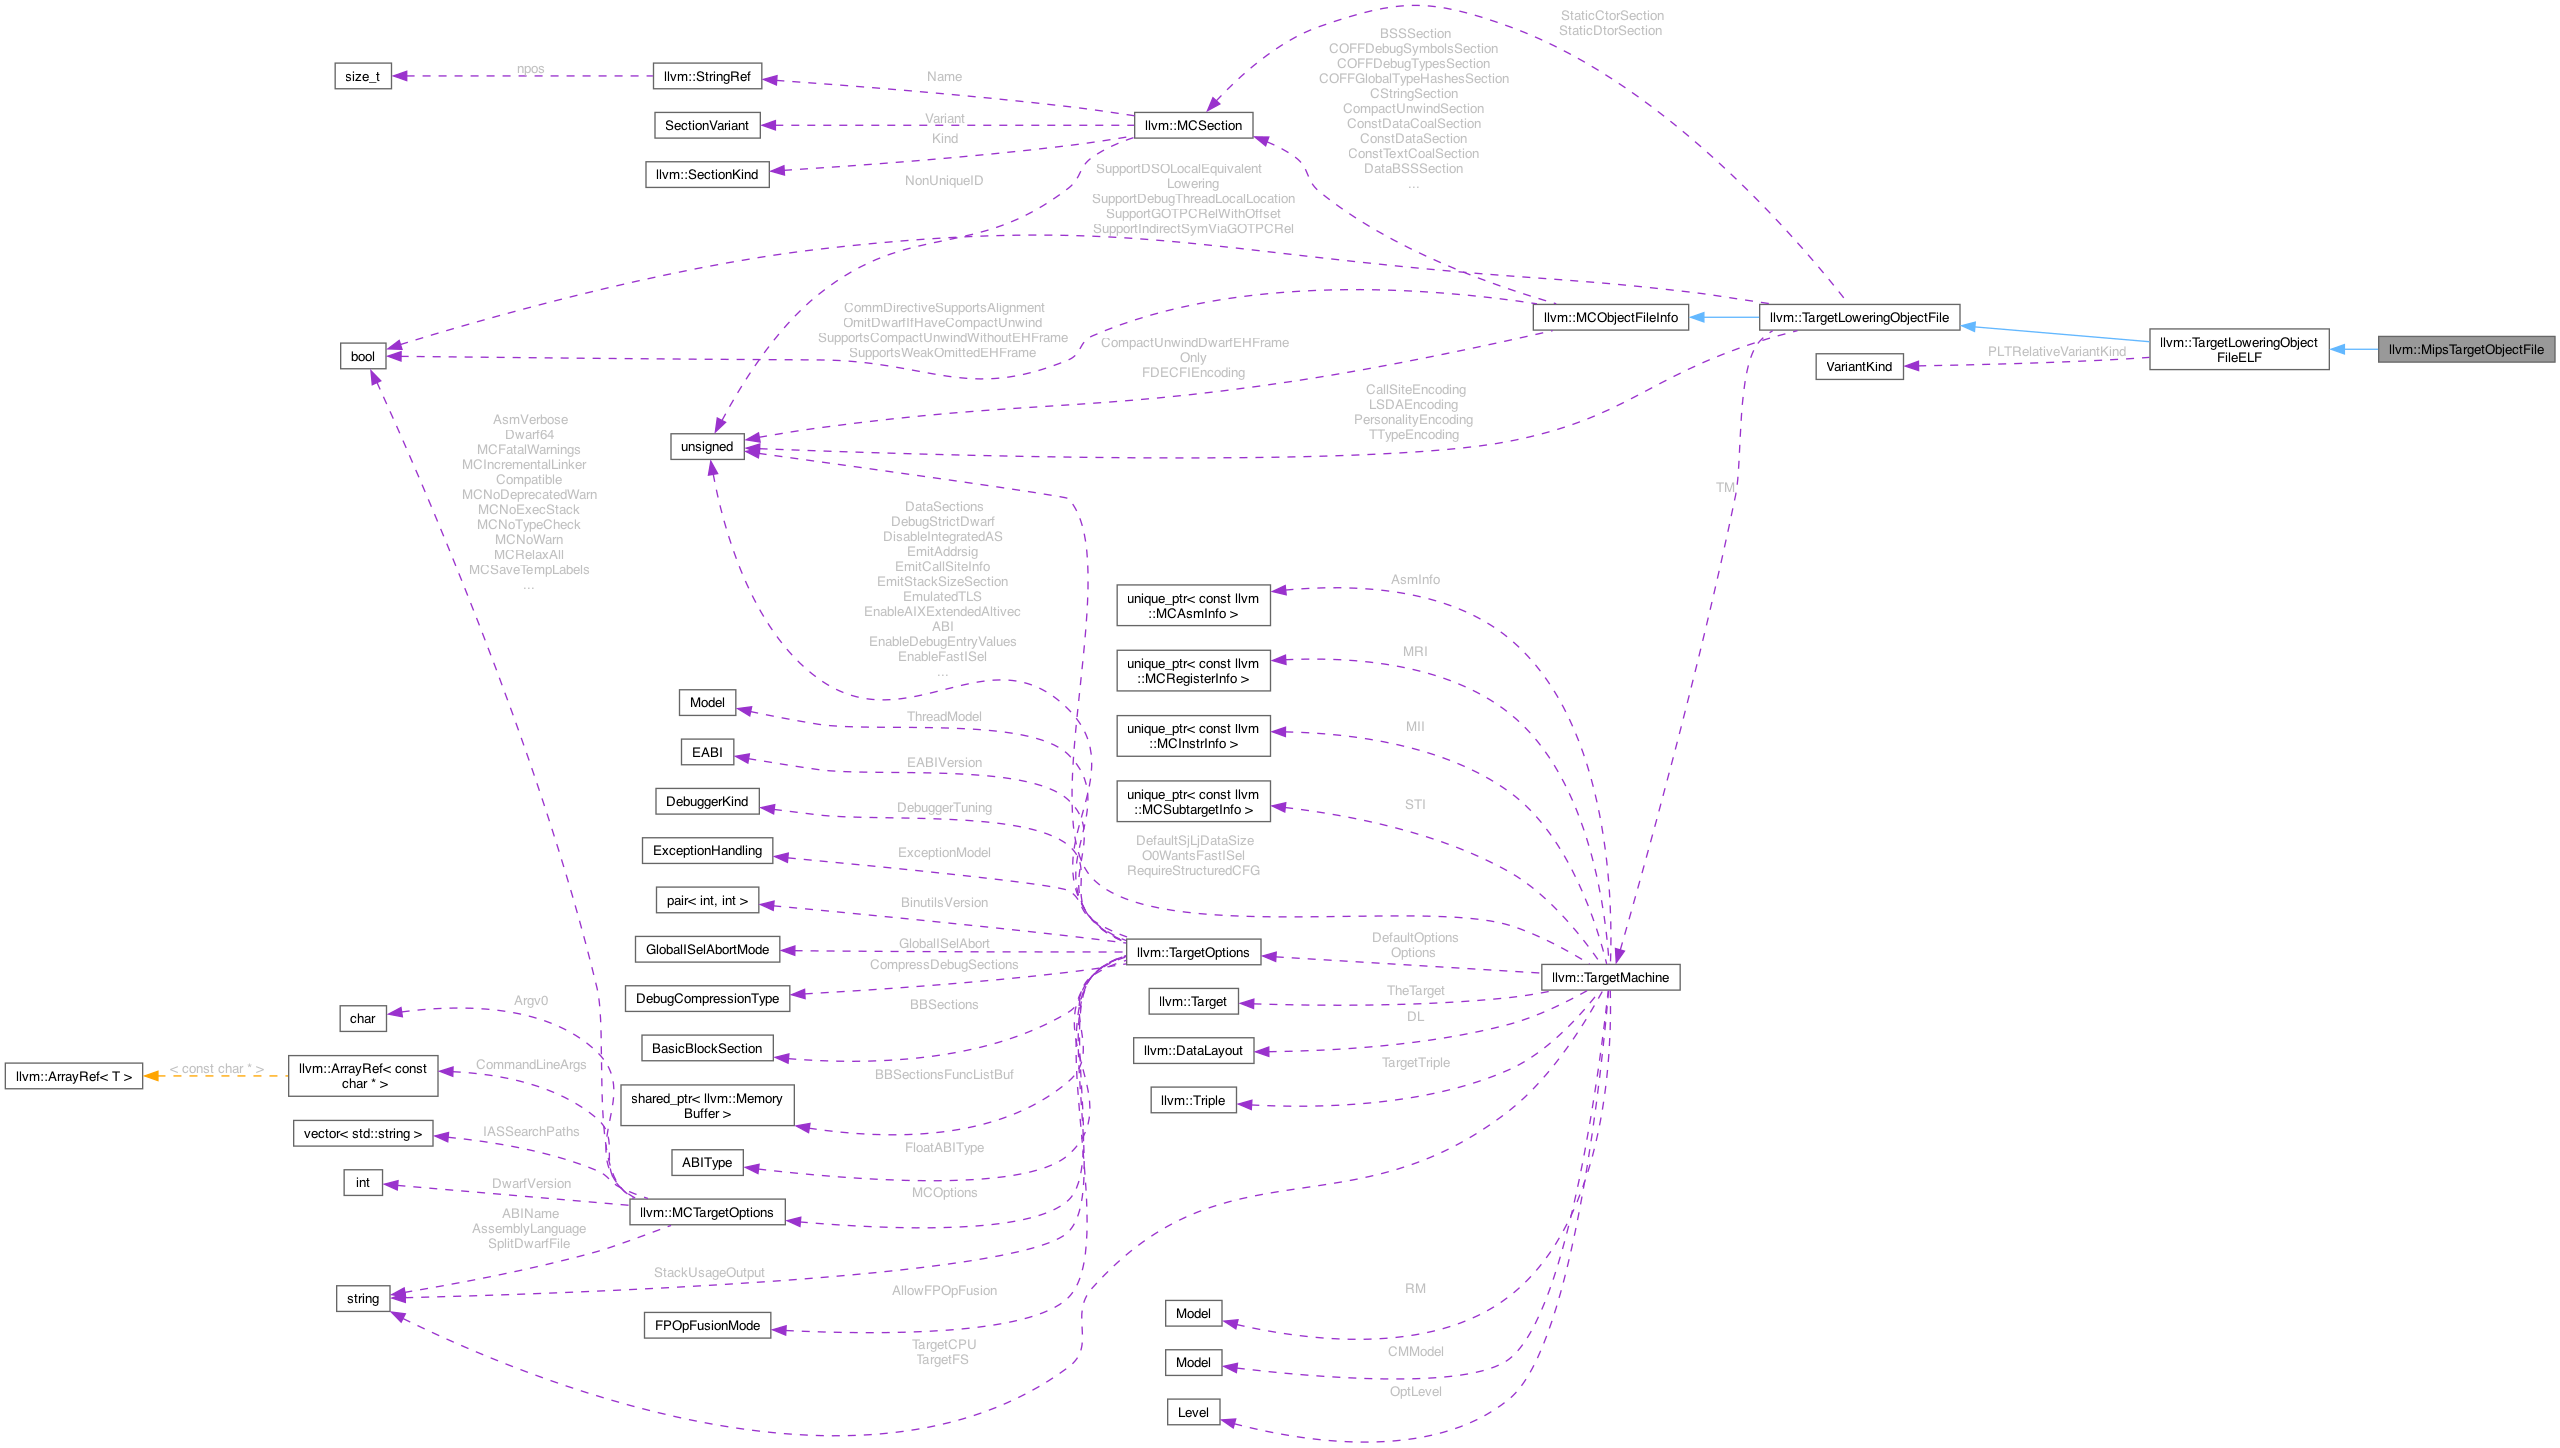 StaticCtorSection
StaticDtorSection
BSSSection
COFFDebugSymbolsSection
COFFDebugTypesSection
COFFGlobalTypeHashesSection
CStringSection
CompactUnwindSection
ConstDataCoalSection
ConstDataSection
ConstTextCoalSection
DataBSSSection
...
size_t
npos
llvm::StringRef
Name
SectionVariant
Variant
llvm::MCSection
Kind
llvm::SectionKind
NonUniqueID
SupportDSOLocalEquivalent
Lowering
SupportDebugThreadLocalLocation
SupportGOTPCRelWithOffset
SupportIndirectSymViaGOTPCRel
CommDirectiveSupportsAlignment
OmitDwarfIfHaveCompactUnwind
SupportsCompactUnwindWithoutEHFrame
SupportsWeakOmittedEHFrame
llvm::MCObjectFileInfo
llvm::TargetLoweringObjectFile
llvm::TargetLoweringObject
FileELF
llvm::MipsTargetObjectFile
PLTRelativeVariantKind
VariantKind
bool
CompactUnwindDwarfEHFrame
Only
FDECFIEncoding
CallSiteEncoding
LSDAEncoding
PersonalityEncoding
TTypeEncoding
unsigned
TM
AsmVerbose
Dwarf64
MCFatalWarnings
MCIncrementalLinker
Compatible
MCNoDeprecatedWarn
MCNoExecStack
MCNoTypeCheck
MCNoWarn
MCRelaxAll
MCSaveTempLabels
...
DataSections
DebugStrictDwarf
DisableIntegratedAS
EmitAddrsig
EmitCallSiteInfo
EmitStackSizeSection
EmulatedTLS
EnableAIXExtendedAltivec
ABI
EnableDebugEntryValues
EnableFastISel
...
unique_ptr< const llvm
::MCAsmInfo >
AsmInfo
unique_ptr< const llvm
::MCRegisterInfo >
MRI
unique_ptr< const llvm
::MCInstrInfo >
MII
unique_ptr< const llvm
::MCSubtargetInfo >
STI
Model
ThreadModel
EABI
EABIVersion
DebuggerKind
DebuggerTuning
ExceptionHandling
ExceptionModel
DefaultSjLjDataSize
O0WantsFastISel
RequireStructuredCFG
pair< int, int >
BinutilsVersion
GlobalISelAbortMode
GlobalISelAbort
llvm::TargetOptions
DefaultOptions
Options
llvm::TargetMachine
DebugCompressionType
CompressDebugSections
llvm::Target
TheTarget
BasicBlockSection
BBSections
llvm::DataLayout
DL
shared_ptr< llvm::Memory
Buffer >
BBSectionsFuncListBuf
llvm::Triple
TargetTriple
char
Argv0
llvm::ArrayRef< T >
< const char * >
llvm::ArrayRef< const
char * >
CommandLineArgs
vector< std::string >
IASSearchPaths
ABIType
FloatABIType
int
DwarfVersion
llvm::MCTargetOptions
MCOptions
ABIName
AssemblyLanguage
SplitDwarfFile
string
StackUsageOutput
FPOpFusionMode
AllowFPOpFusion
TargetCPU
TargetFS
Model
RM
Model
CMModel
Level
OptLevel